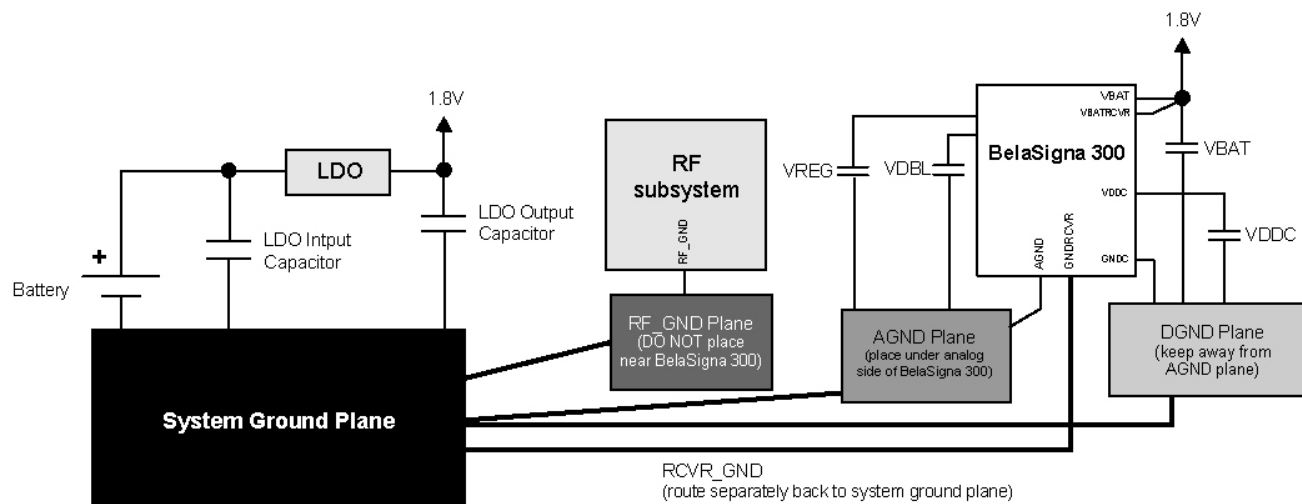 1.8V
LDO
LDO Intput
Capacitor
LDO Output
Capacitor
+
Battery
System Ground Plane
RF
subsystem
RF_GND
RF_GND Plane
(DO NOT place
near BelaSigna 300)
VREG
VDBL
AGND Plane
(place under analog
side of BelaSigna 300)
1.8V
VBAT
VBATRCVR
BelaSigna 300
VDDC
AGND
GNDRCVR
GNDC
VBAT
VDDC
DGND Plane
(keep away from
AGND plane)
RCVR_GND
(route separately back to system ground plane)